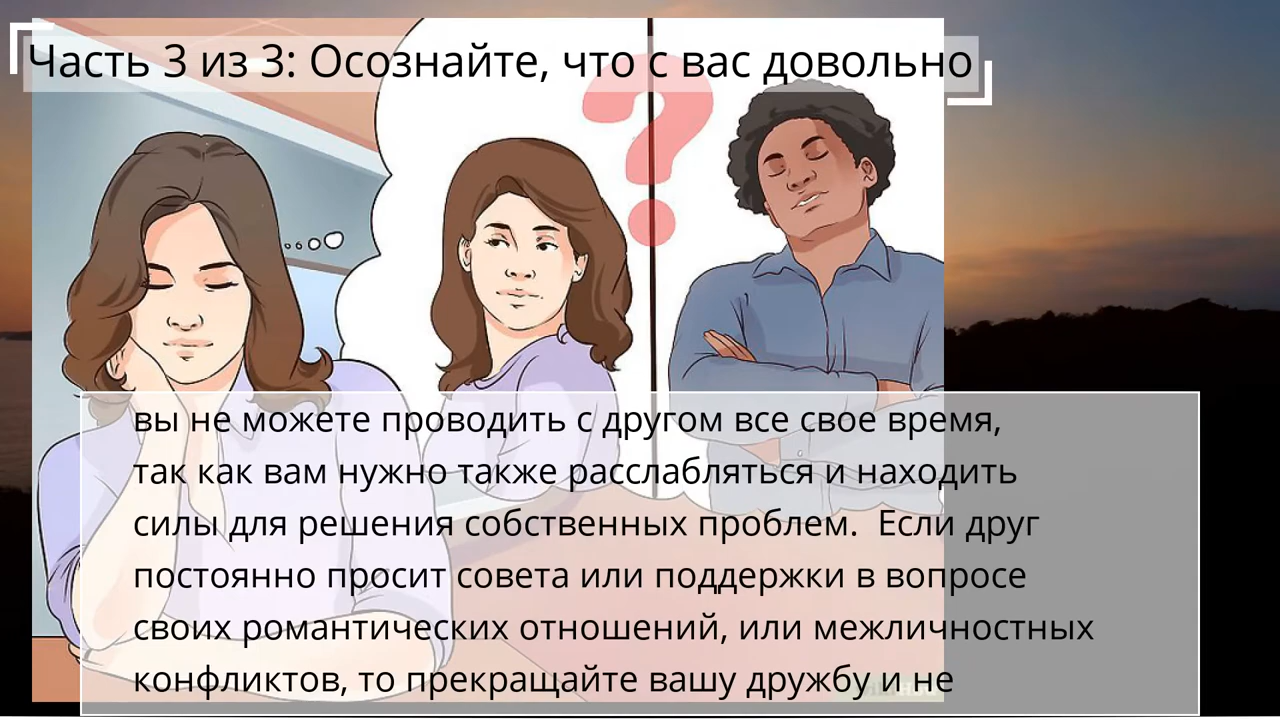 Часть 3 из 3: Осознайте, что с вас довольно
вы не можете проводить с другом все свое время,
так как вам нужно также расслабляться и находить
силы для решения собственных проблем. Если друг
постоянно просит совета или поддержки в вопросе
своих романтических отношений, или межличностных
конфликтов, то прекращайте вашу дружбу и не